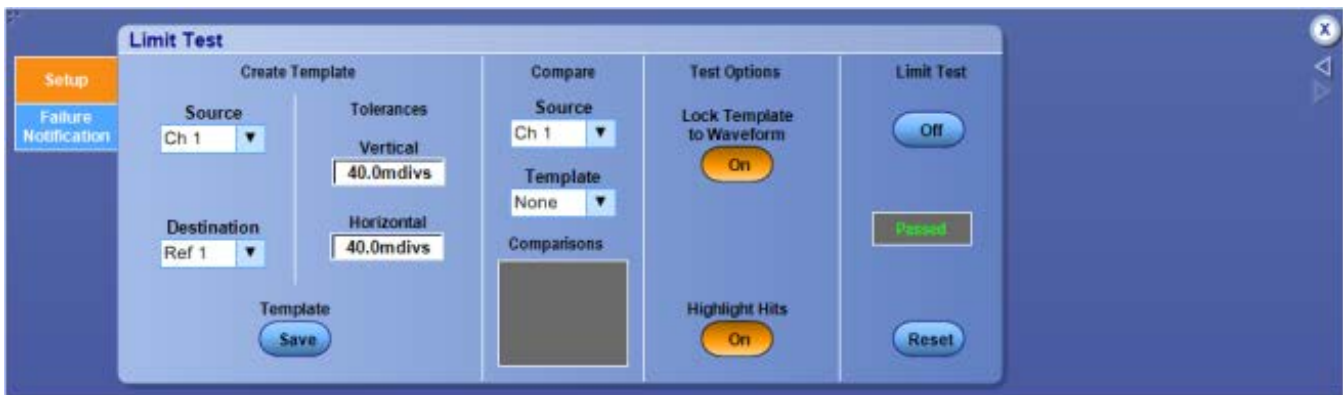 Limit Test
Setup
Failure
Notification
Create Template
Source
Ch 1
Destination
Ref 1
Tolerances
Vertical
40.0mdivs
Horizontal
40.0mdivs
Template
Save
Compare
Source
Ch 1
Template
None
Comparisons
Test Options
Lock Template
to Waveform
On
Highlight Hits
On
Limit Test
Off
Passed
Reset
X